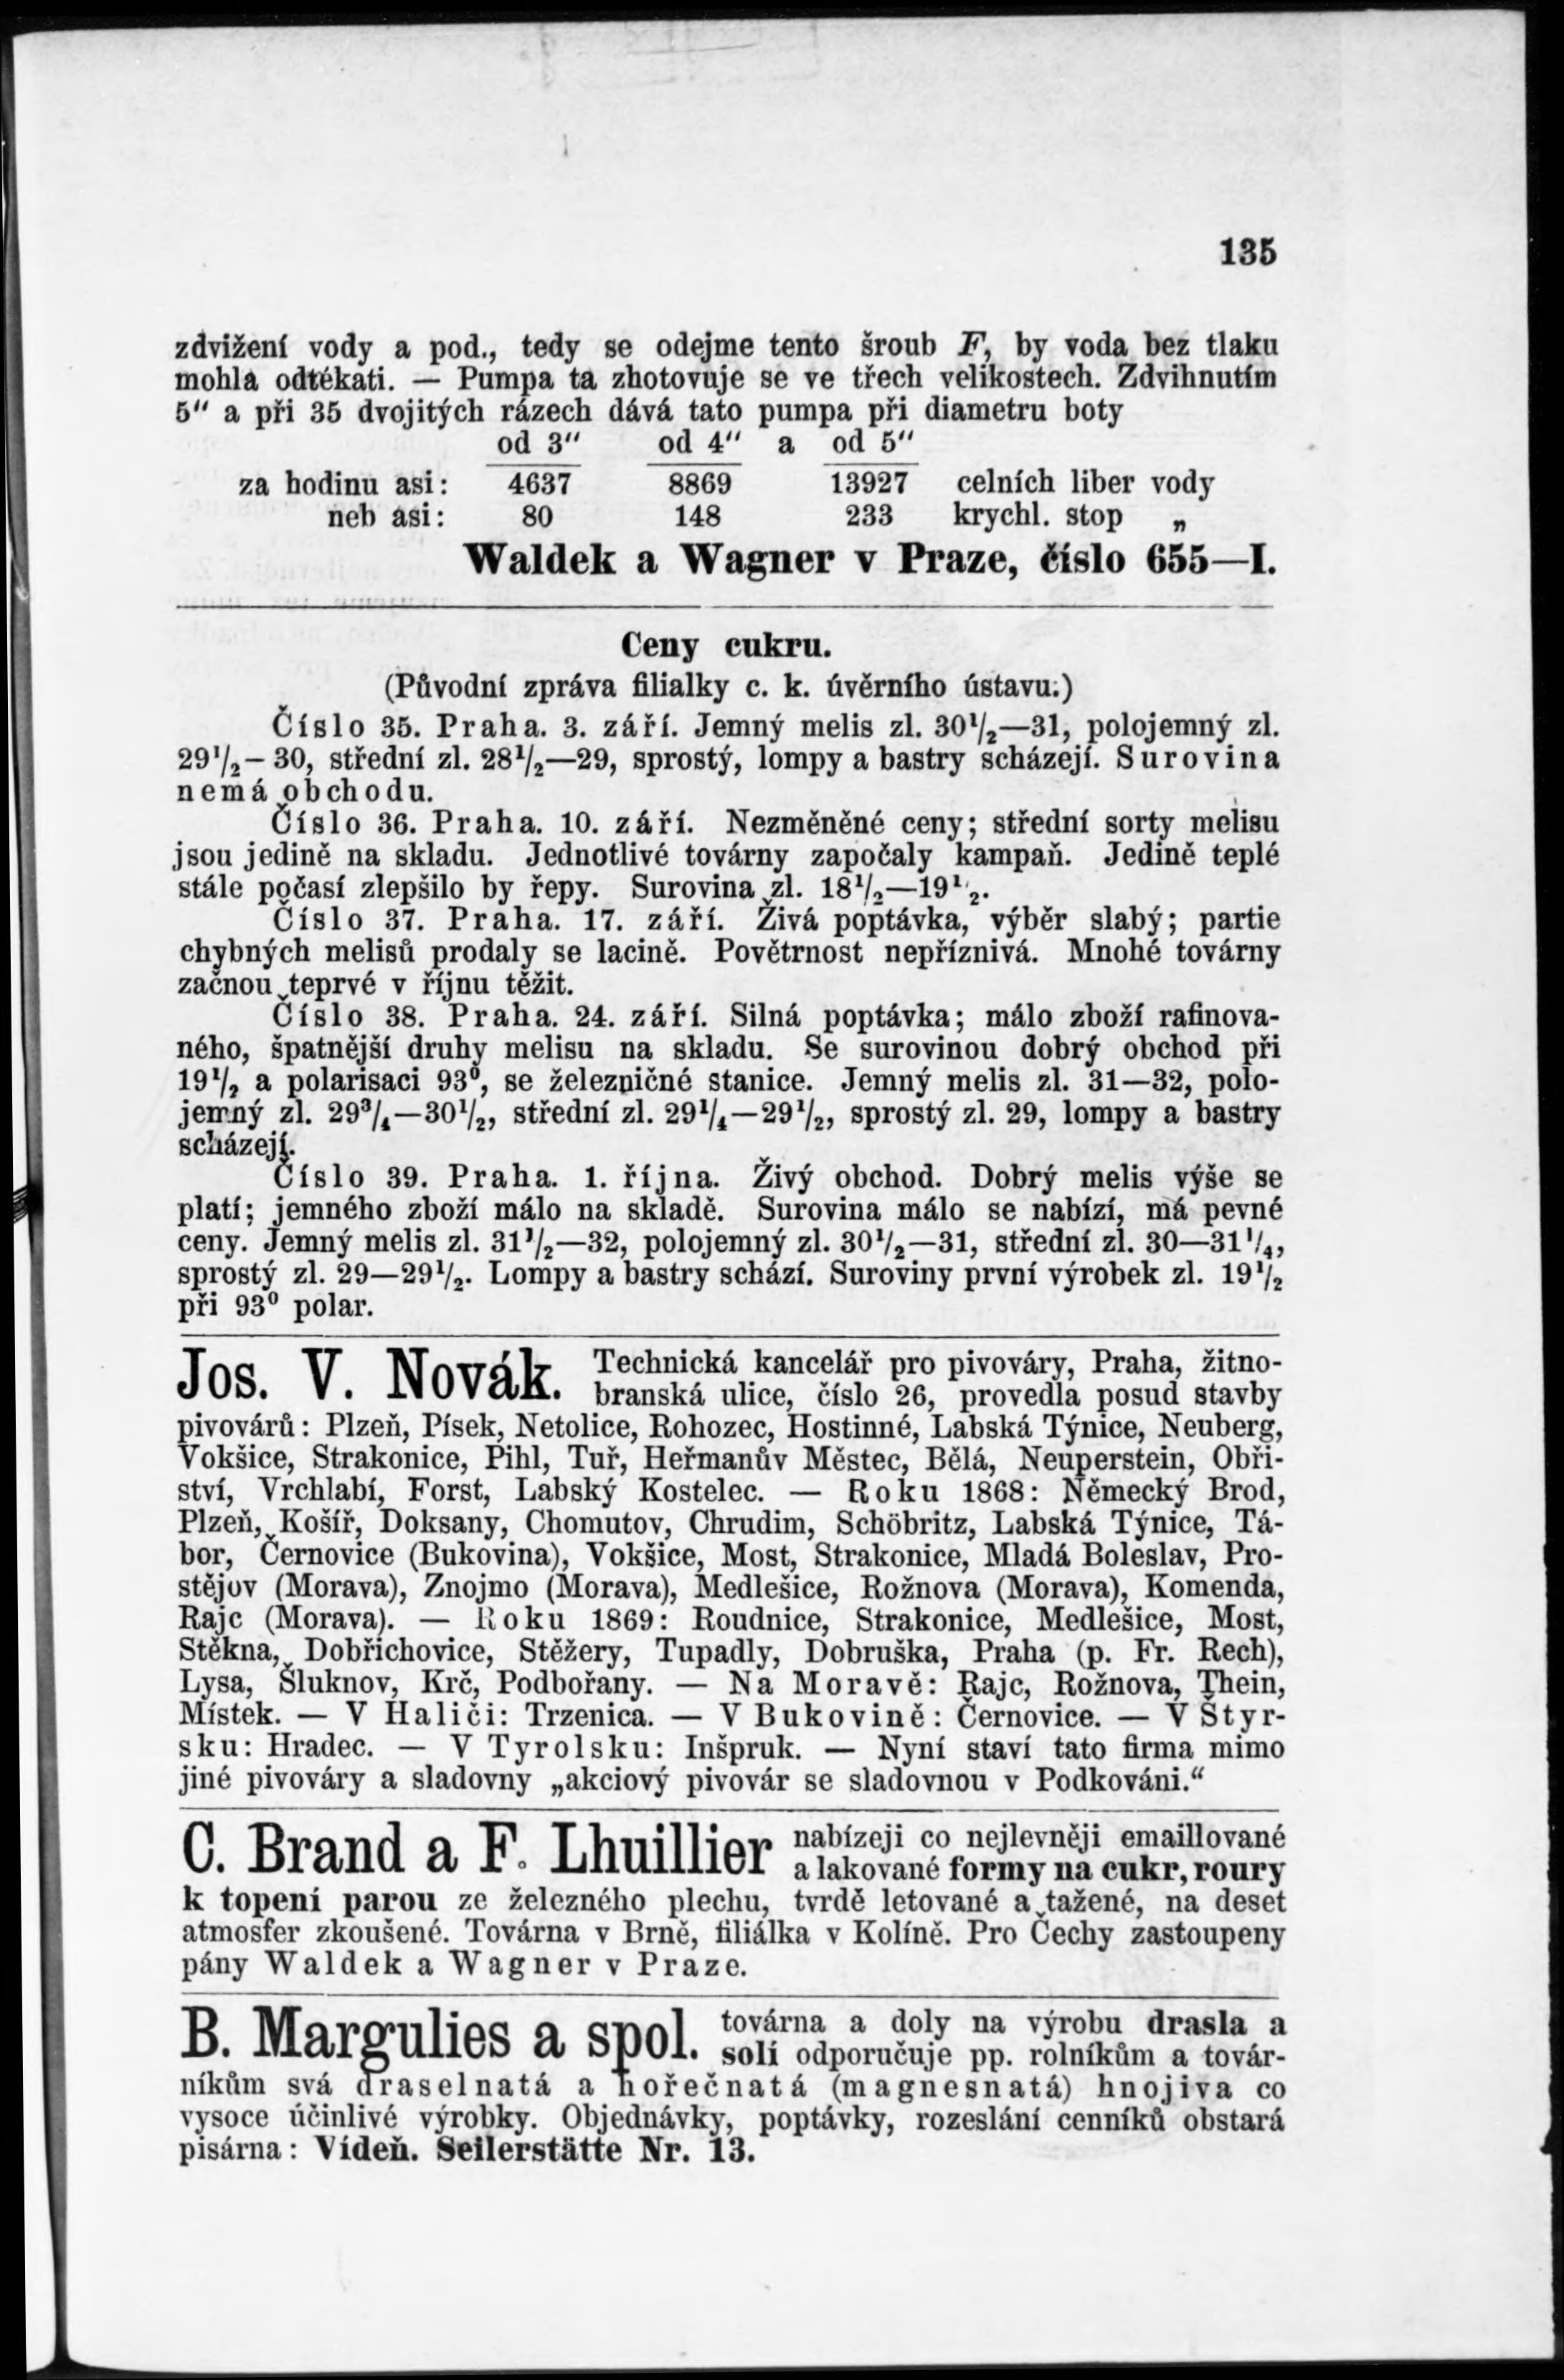 135
zdvižení vody a pod., tedy se odejme tento šroub F, by voda bez tlaku
mohla odtékati. — Pumpa ta zhotovuje se ve třech velikostech. Zdvihnutím
5" a při 35 dvojitých rázech dává tato pumpa při diametru boty
od 3" od 4" a od 5"
za hodinu asi: 4637 8869 13927 celních liber vody
neb asi: 80 148 233 krychl. stop „
Waldek a Wagner v Praze, číslo 655—I.
Ceny cukru.
(Původní zpráva filialky c. k. úvěrního ústavu.)
Číslo 35. Praha. 3. září. Jemný melis zl. 30½—31, polojemný zl.
29½—30, střední zl. 28½—29, sprostý, lompy a bastry scházejí. Surovina
nemá obchodu.
Číslo 36. Praha. 10. září. Nezměněné ceny; střední sorty melisu
jsou jedině na skladu. Jednotlivé továrny započaly kampaň. Jedině teplé
stále počasí zlepšilo by řepy. Surovina zl. 18½—19½.
Číslo 37. Praha. 17. září. Živá poptávka, výběr slabý; partie
chybných melisů prodaly se lacině. Povětrnost nepříznivá. Mnohé továrny
začnou teprvé v říjnu těžit.
Číslo 38. Praha. 24. září. Silná poptávka; málo zboží rafinova-
ného, špatnější druhy melisu na skladu. Se surovinou dobrý obchod při
19½ a polarisaci 93⁰, se železničné stanice. Jemný melis zl. 31—32, polo-
jemný zl. 29¾—30½, střední zl. 29¼—29½, sprostý zl. 29, lompy a bastry
scházejí.
Číslo 39. Praha. 1. října. Živý obchod. Dobrý melis výše se
platí; jemného zboží málo na skladě. Surovina málo se nabízí, má pevné
ceny. Jemný melis zl. 31½—32, polojemný zl. 30½—31, střední zl. 30—31¼,
sprostý zl. 29—29½. Lompy a bastry schází. Suroviny první výrobek zl. 19½
při 93⁰ polar.
Jos. V. Novák. Technická kancelář pro pivováry, Praha, žitno-
branská ulice, číslo 26, provedla posud stavby
pivovárů: Plzeň, Písek, Netolice, Rohozec, Hostinné, Labská Týnice, Neuberg,
Vokšice, Strakonice, Pihl, Tuř, Heřmanův Městec, Bělá, Neuperstein, Obři-
ství, Vrchlabí, Forst, Labský Kostelec. — Roku 1868: Německý Brod,
Plzeň, Košíř, Doksany, Chomutov, Chrudim, Schöbritz, Labská Týnice, Tá-
bor, Černovice (Bukovina), Vokšice, Most, Strakonice, Mladá Boleslav, Pro-
stějov (Morava), Znojmo (Morava), Medlešice, Rožnova (Morava), Komenda,
Rajc (Morava). — Roku 1869: Roudnice, Strakonice, Medlešice, Most,
Stěkna, Dobřichovice, Stěžery, Tupadly, Dobruška, Praha (p. Fr. Rech),
Lysa, Šluknov, Krč, Podbořany. — Na Moravě: Rajc, Rožnova, Thein,
Místek. — V Haliči: Trzenica. — V Bukovině: Černovice. — V Štyr-
sku: Hradec. — V Tyrolsku: Inšpruk. — Nyní staví tato firma mimo
jiné pivováry a sladovny „akciový pivovár se sladovnou v Podkováni.“
C. Brand a F. Lhuillier nabízeji co nejlevněji emaillované
a lakované formy na cukr, roury
k topení parou ze železného plechu, tvrdě letované a tažené, na deset
atmosfer zkoušené. Továrna v Brně, filiálka v Kolíně. Pro Čechy zastoupeny
pány Waldek a Wagner v Praze.
B. Margulies a spol. továrna a doly na výrobu drasla a
solí odporučuje pp. rolníkům a továr-
níkům svá draselnatá a hořečnatá (magnesnatá) hnojiva co
vysoce účinlivé výrobky. Objednávky, poptávky, rozeslání cenníků obstará
pisárna: Vídeň. Seilerstätte Nr. 13.